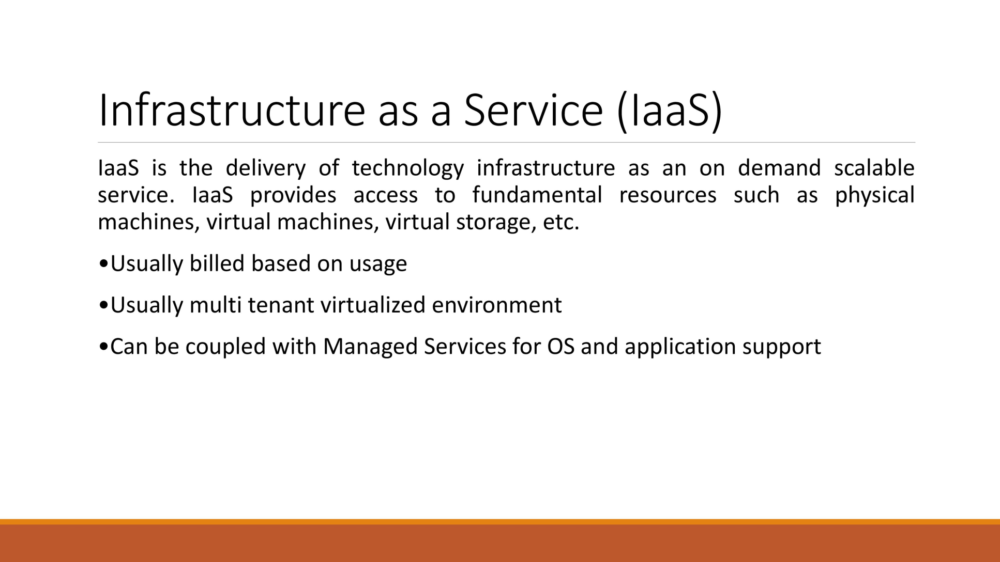 Infrastructure as a Service (IaaS)
IaaS is the delivery of technology infrastructure as an on demand scalable
service. IaaS provides access to fundamental resources such as physical
machines, virtual machines, virtual storage, etc.
•Usually billed based on usage
•Usually multi tenant virtualized environment
•Can be coupled with Managed Services for OS and application support